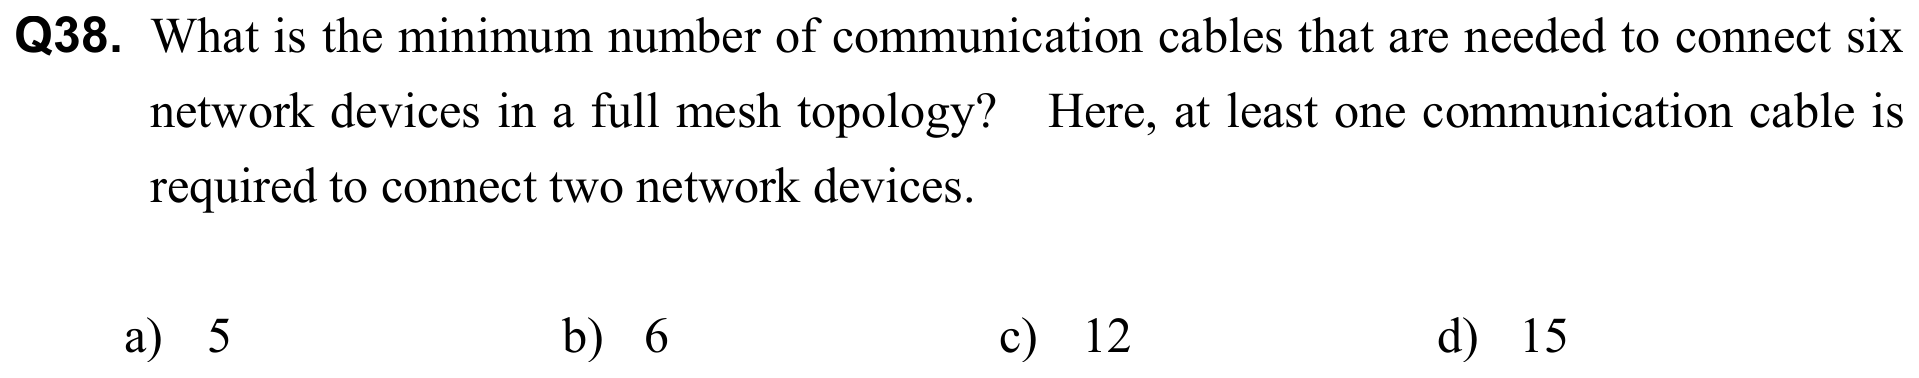 Q38. What is the minimum number of communication cables that are needed to connect six
network devices in a full mesh topology? Here, at least one communication cable is
required to connect two network devices.
a) 5 b) 6 c) 12 d) 15